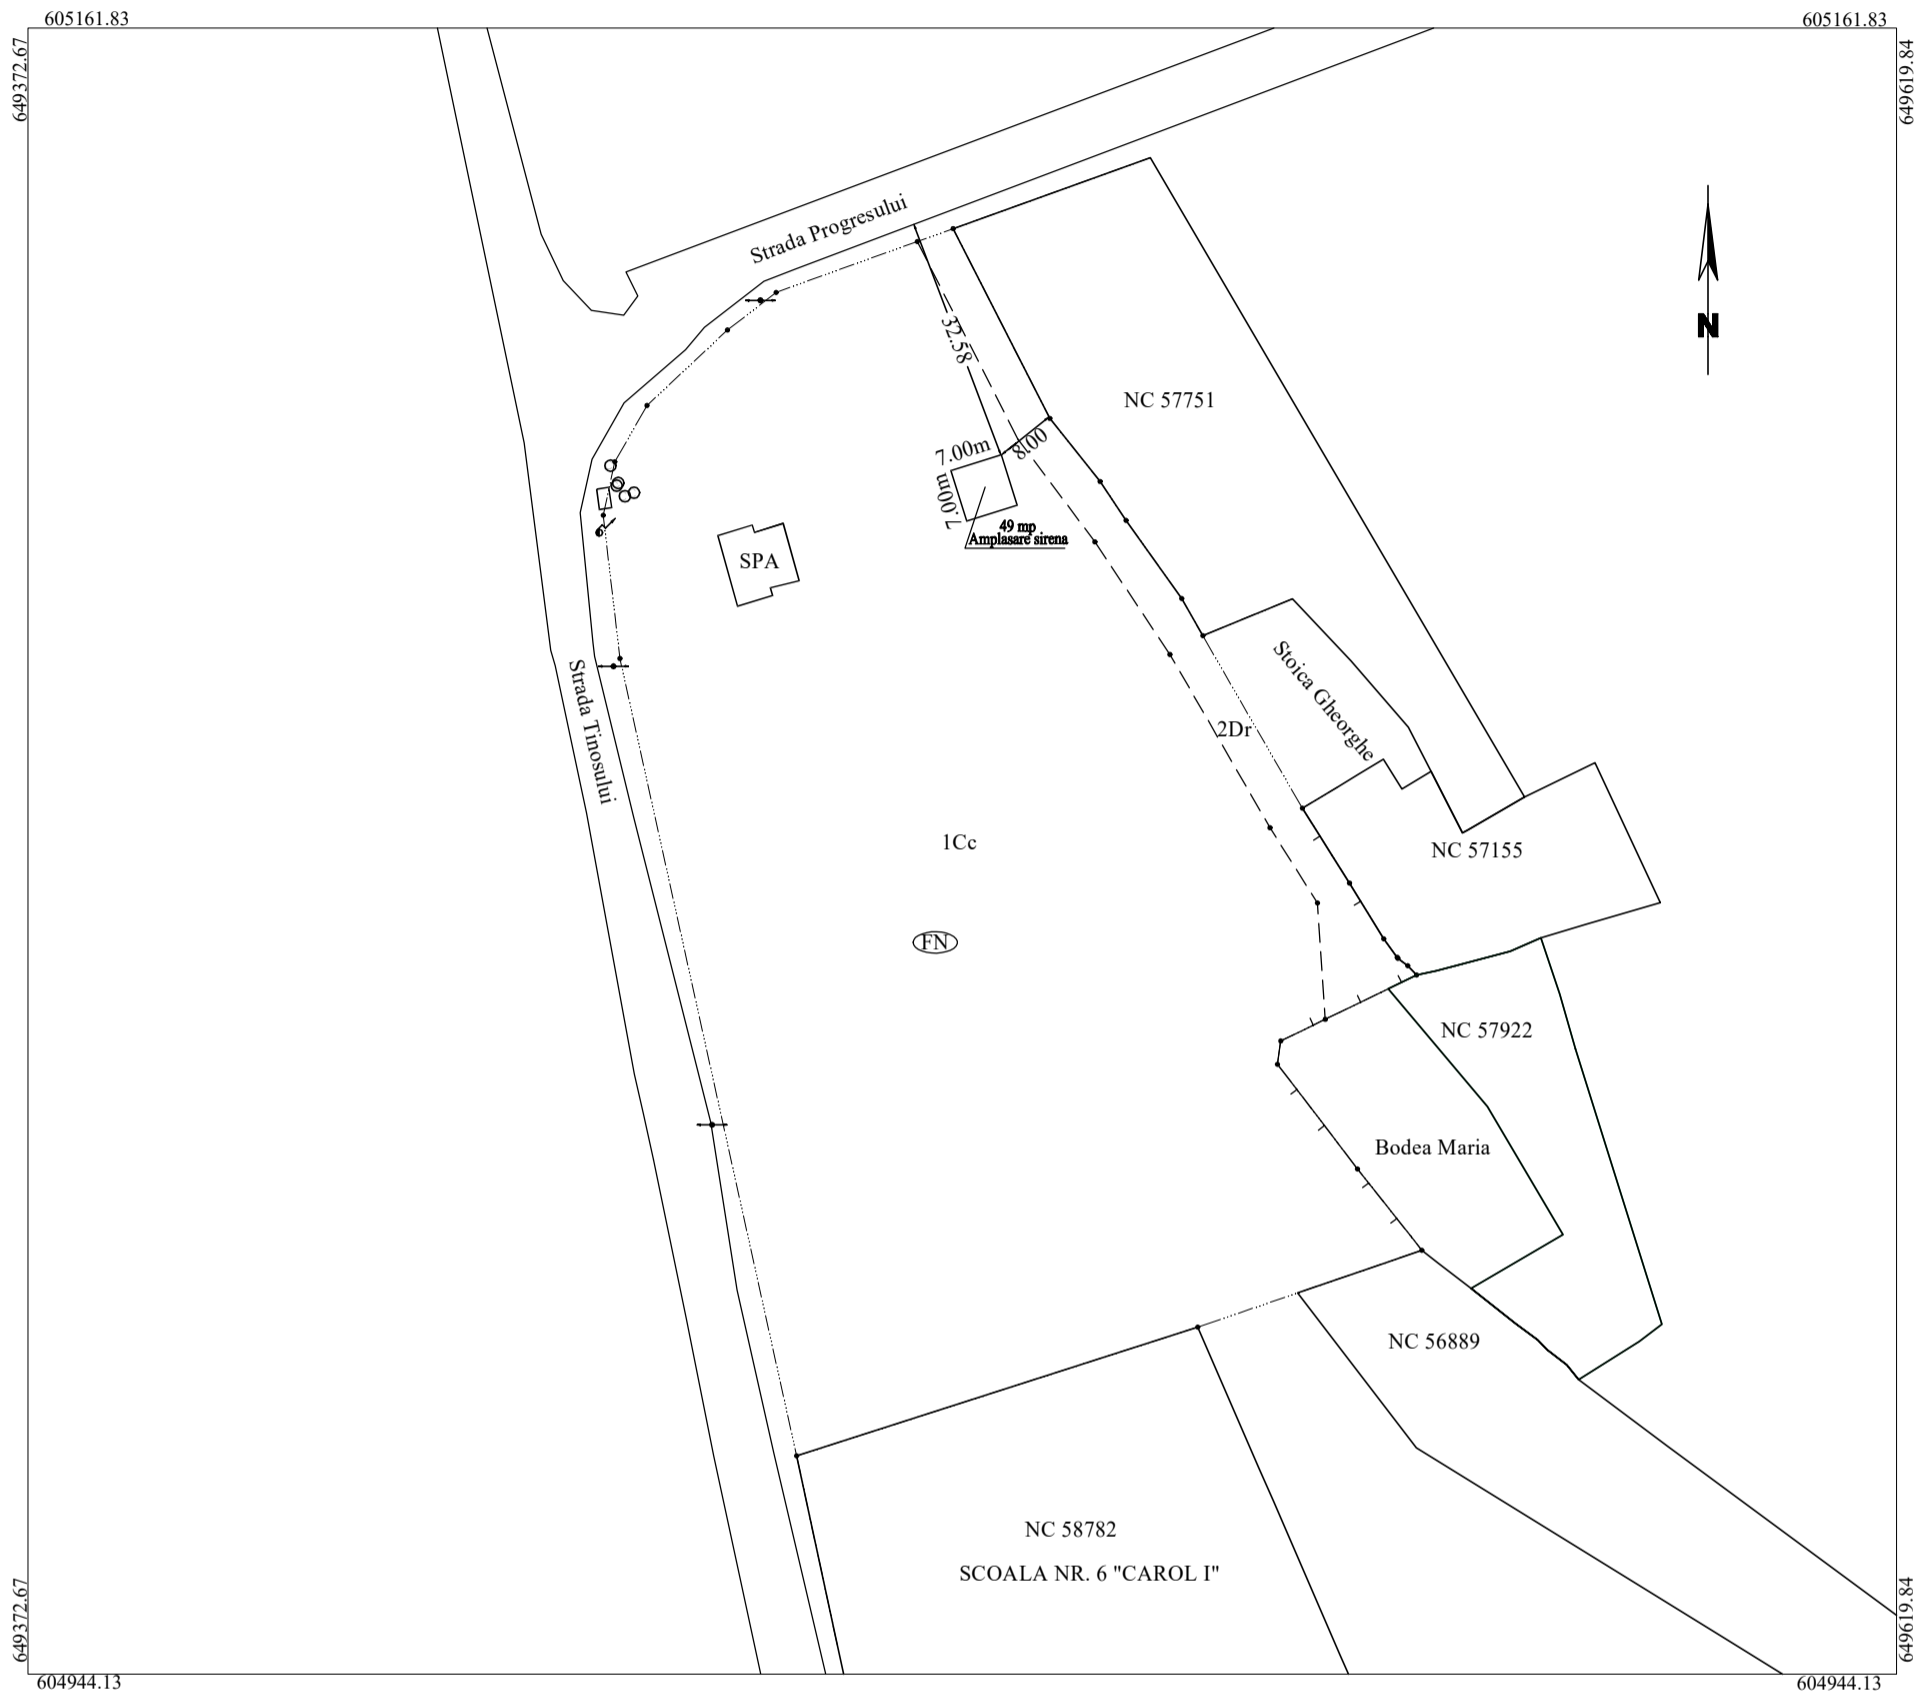 605161.83
605161.83
649372.67
649619.84
Strada Progresului
N
32.58
NC 57751
8.00
7.00m
7.00m
49 mp
Amplasare sirena
SPA
Stoica Gheorghe
Strada Tinosului
2Dr
1Cc
NC 57155
FN
NC 57922
Bodea Maria
NC 56889
NC 58782
SCOALA NR. 6 "CAROL I"
649372.67
649619.84
604944.13
604944.13